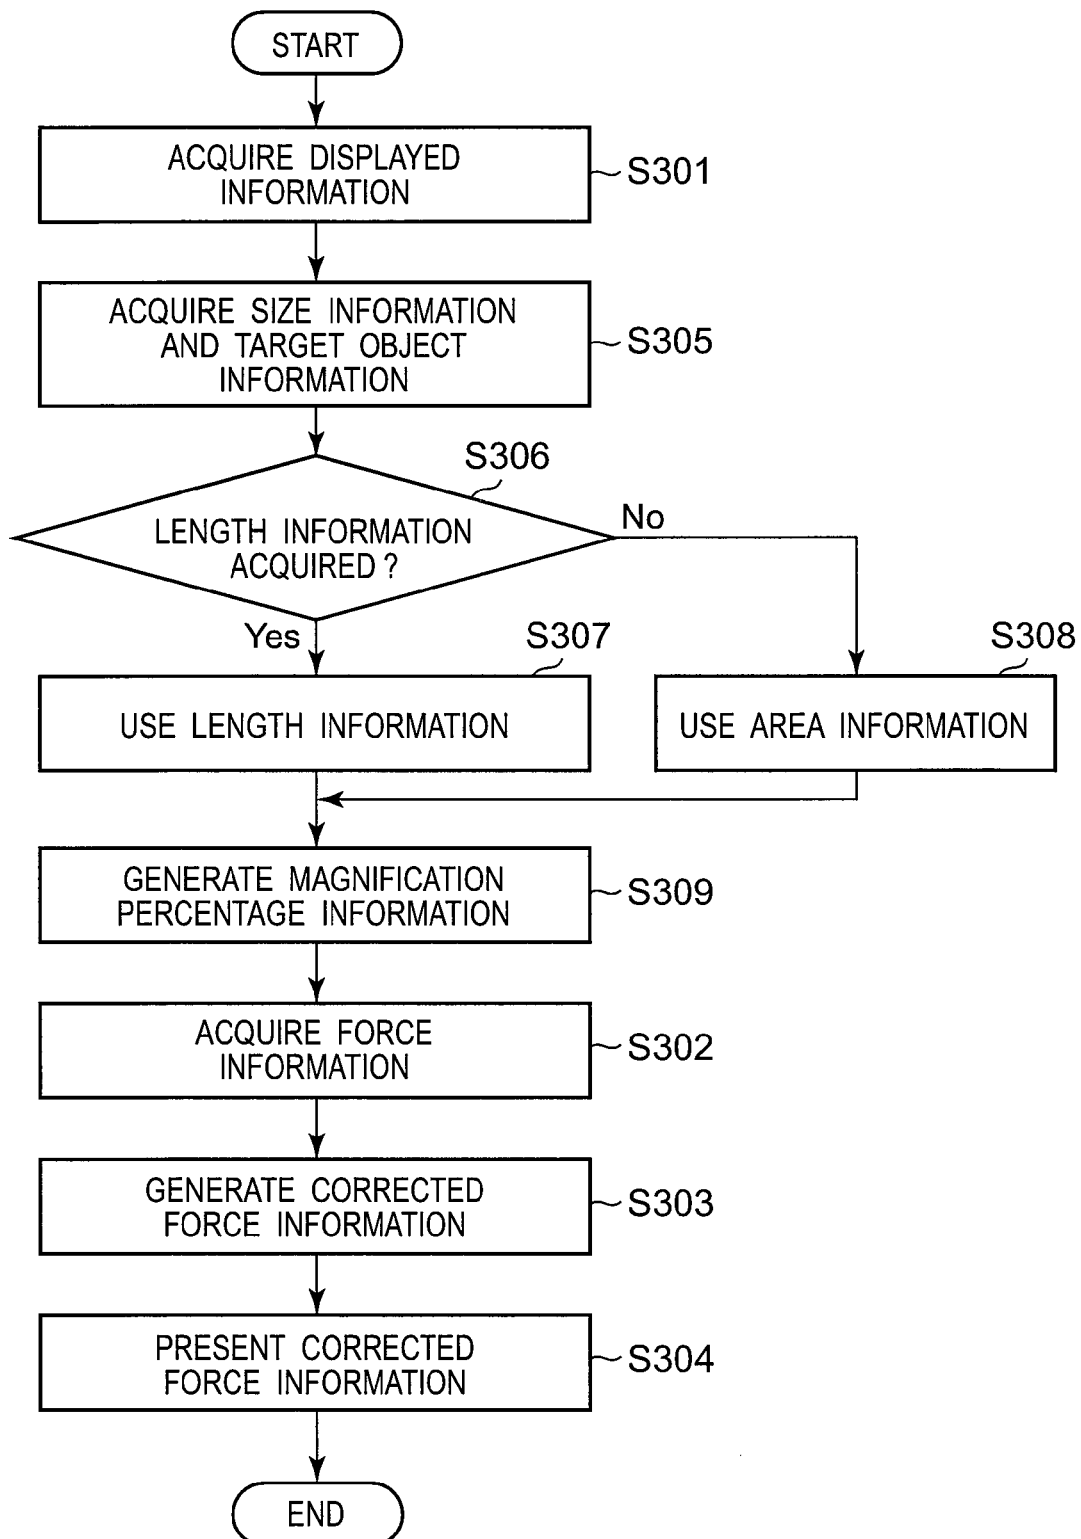 START
ACQUIRE DISPLAYED
INFORMATION
S301
ACQUIRE SIZE INFORMATION
AND TARGET OBJECT
INFORMATION
S305
S306
LENGTH INFORMATION
ACQUIRED ?
No
Yes
S307
S308
USE LENGTH INFORMATION
USE AREA INFORMATION
GENERATE MAGNIFICATION
PERCENTAGE INFORMATION
S309
ACQUIRE FORCE
INFORMATION
S302
GENERATE CORRECTED
FORCE INFORMATION
S303
PRESENT CORRECTED
FORCE INFORMATION
S304
END